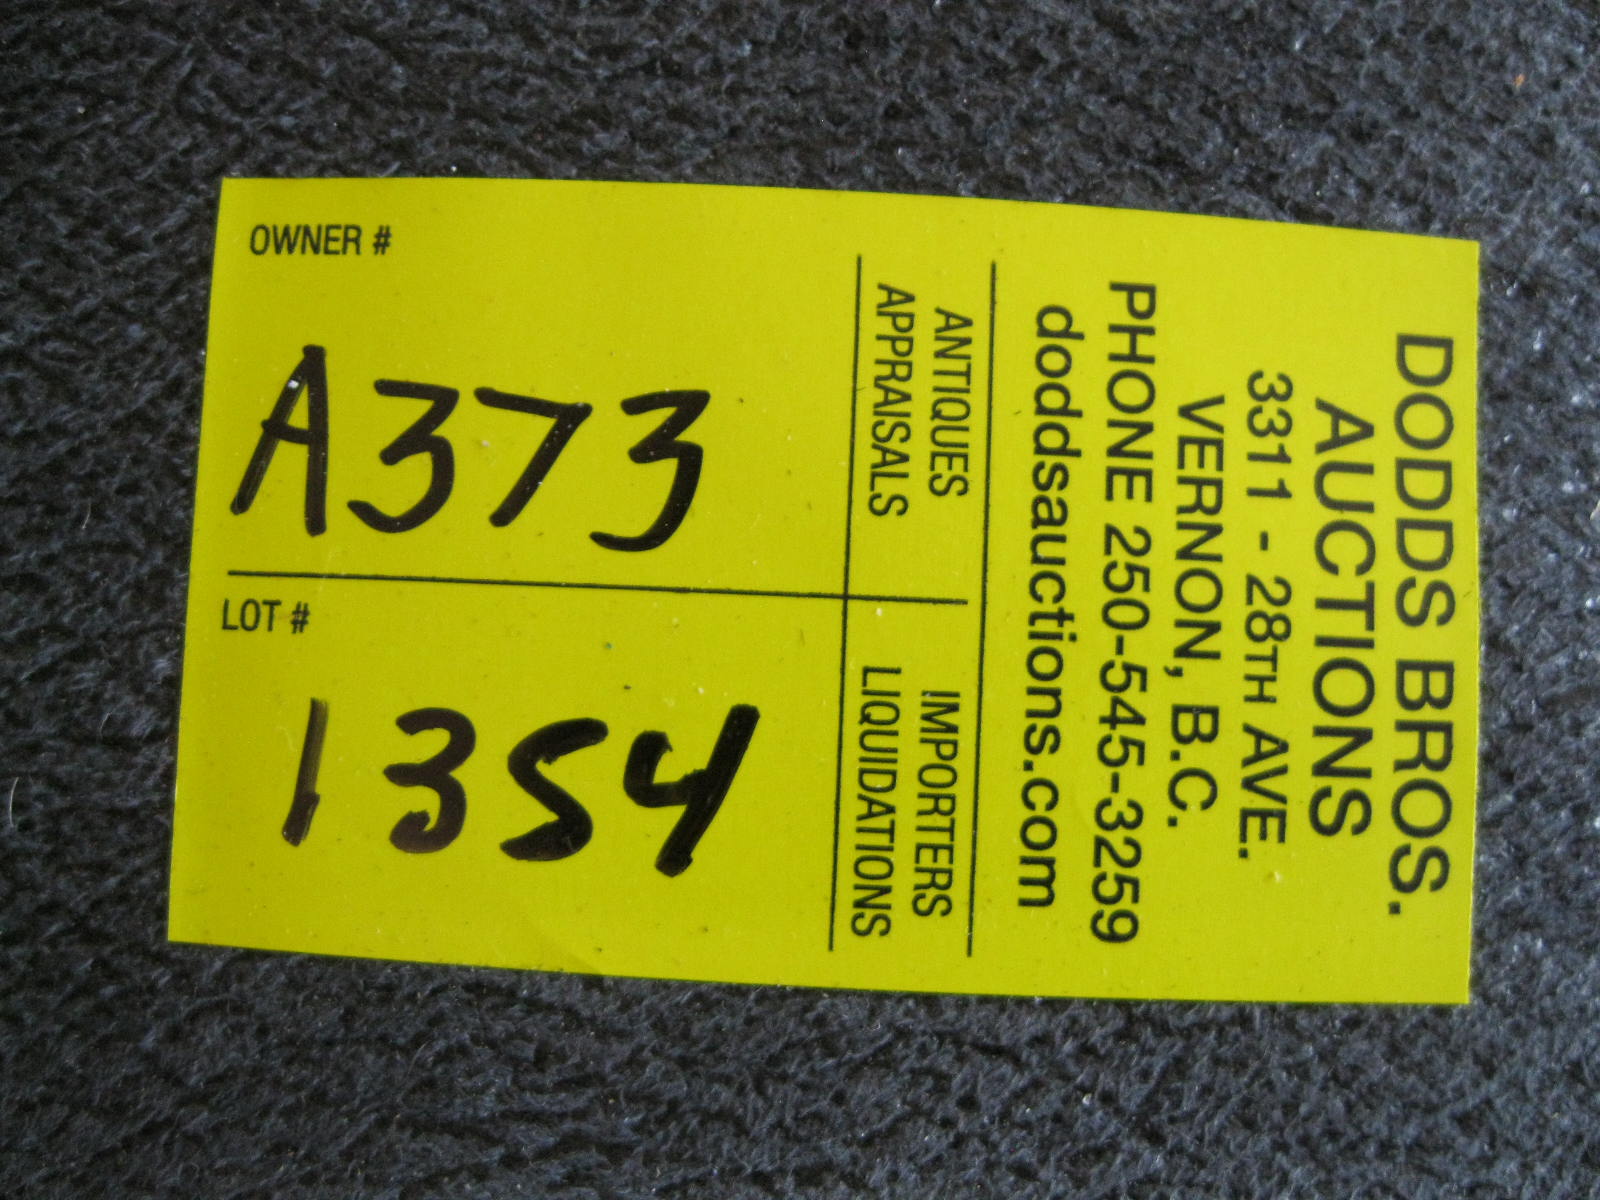 DODDS BROS.
AUCTIONS
3311 - 28TH AVE.
VERNON, B.C.
PHONE 250-545-3259
doddsauctions.com
ANTIQUES
APPRAISALS
IMPORTERS
LIQUIDATIONS
OWNER #
A373
LOT #
1354